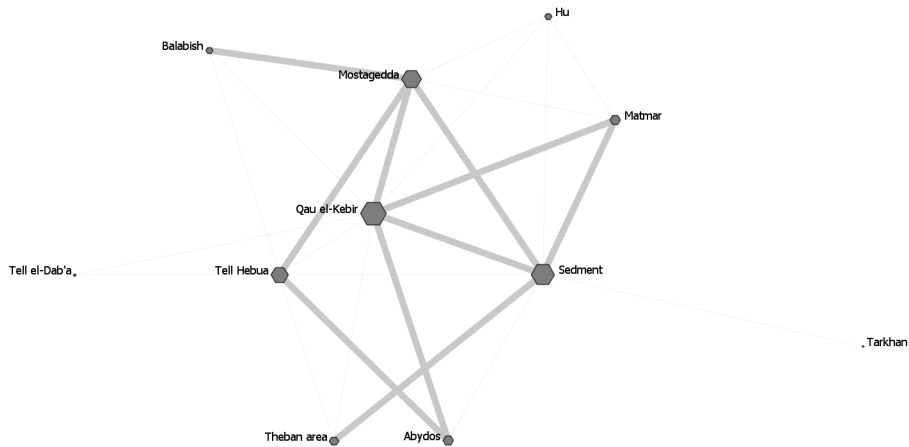 Hu
Balabish
Mostagedda
Matmar
Qau el-Kebir
Tell el-Dab'a
Tell Hebua
Sedment
Tarkhan
Theban area
Abydos